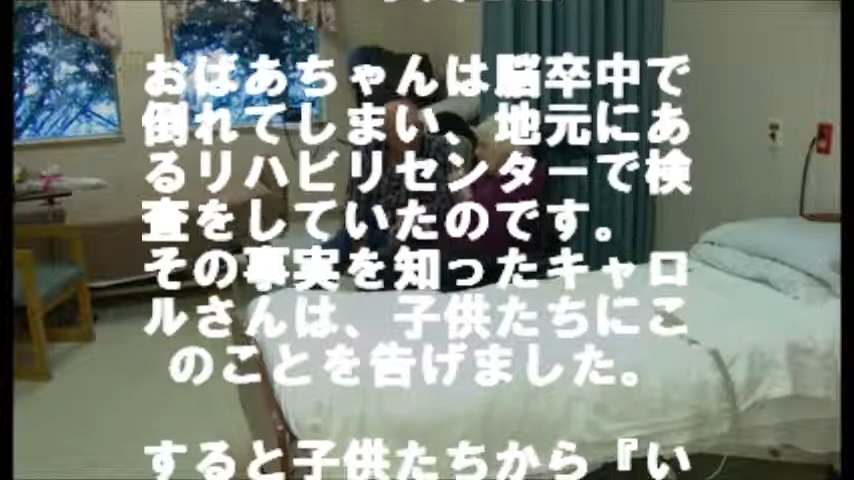 おばあちゃんは脳卒中で
倒れてしまい、地元にあ
るリハビリセンターで検
査をしていたのです。
その事実を知ったキャロ
ルさんは、子供たちにこ
のことを告げました。
すると子供たちから『い